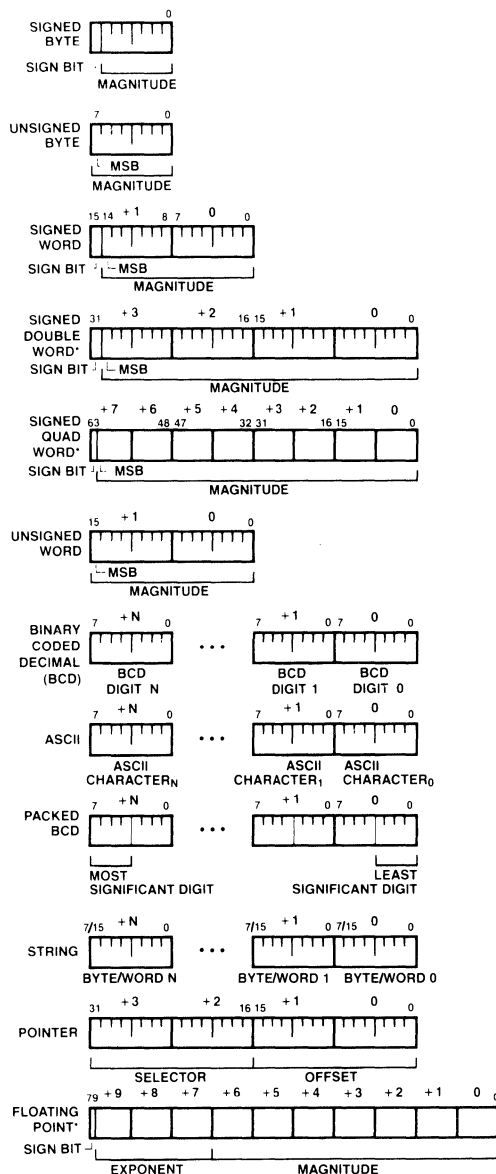 SIGNED BYTE
0
SIGN BIT
MAGNITUDE
UNSIGNED BYTE
7 0
MSB
MAGNITUDE
SIGNED WORD
15 14 +1 8 7 0 0
SIGN BIT
MSB
MAGNITUDE
SIGNED DOUBLE WORD*
31 +3 +2 16 15 +1 0 0
SIGN BIT
MSB
MAGNITUDE
SIGNED QUAD WORD*
+7 +6 +5 +4 +3 +2 +1 0
63 48 47 32 31 16 15 0
SIGN BIT
MSB
MAGNITUDE
UNSIGNED WORD
15 +1 0 0
MSB
MAGNITUDE
BINARY CODED DECIMAL (BCD)
7 +N 0 7 +1 0 7 0 0
• • •
BCD DIGIT N
BCD DIGIT 1
BCD DIGIT 0
ASCII
7 +N 0 7 +1 0 7 0 0
• • •
ASCII CHARACTERN
ASCII CHARACTER1
ASCII CHARACTER0
PACKED BCD
7 +N 0 7 +1 0 7 0 0
• • •
MOST SIGNIFICANT DIGIT
LEAST SIGNIFICANT DIGIT
STRING
7/15 +N 0 7/15 +1 0 7/15 0 0
• • •
BYTE/WORD N
BYTE/WORD 1
BYTE/WORD 0
POINTER
31 +3 +2 16 15 +1 0 0
SELECTOR
OFFSET
FLOATING POINT*
79 +9 +8 +7 +6 +5 +4 +3 +2 +1 0 0
SIGN BIT
EXPONENT
MAGNITUDE